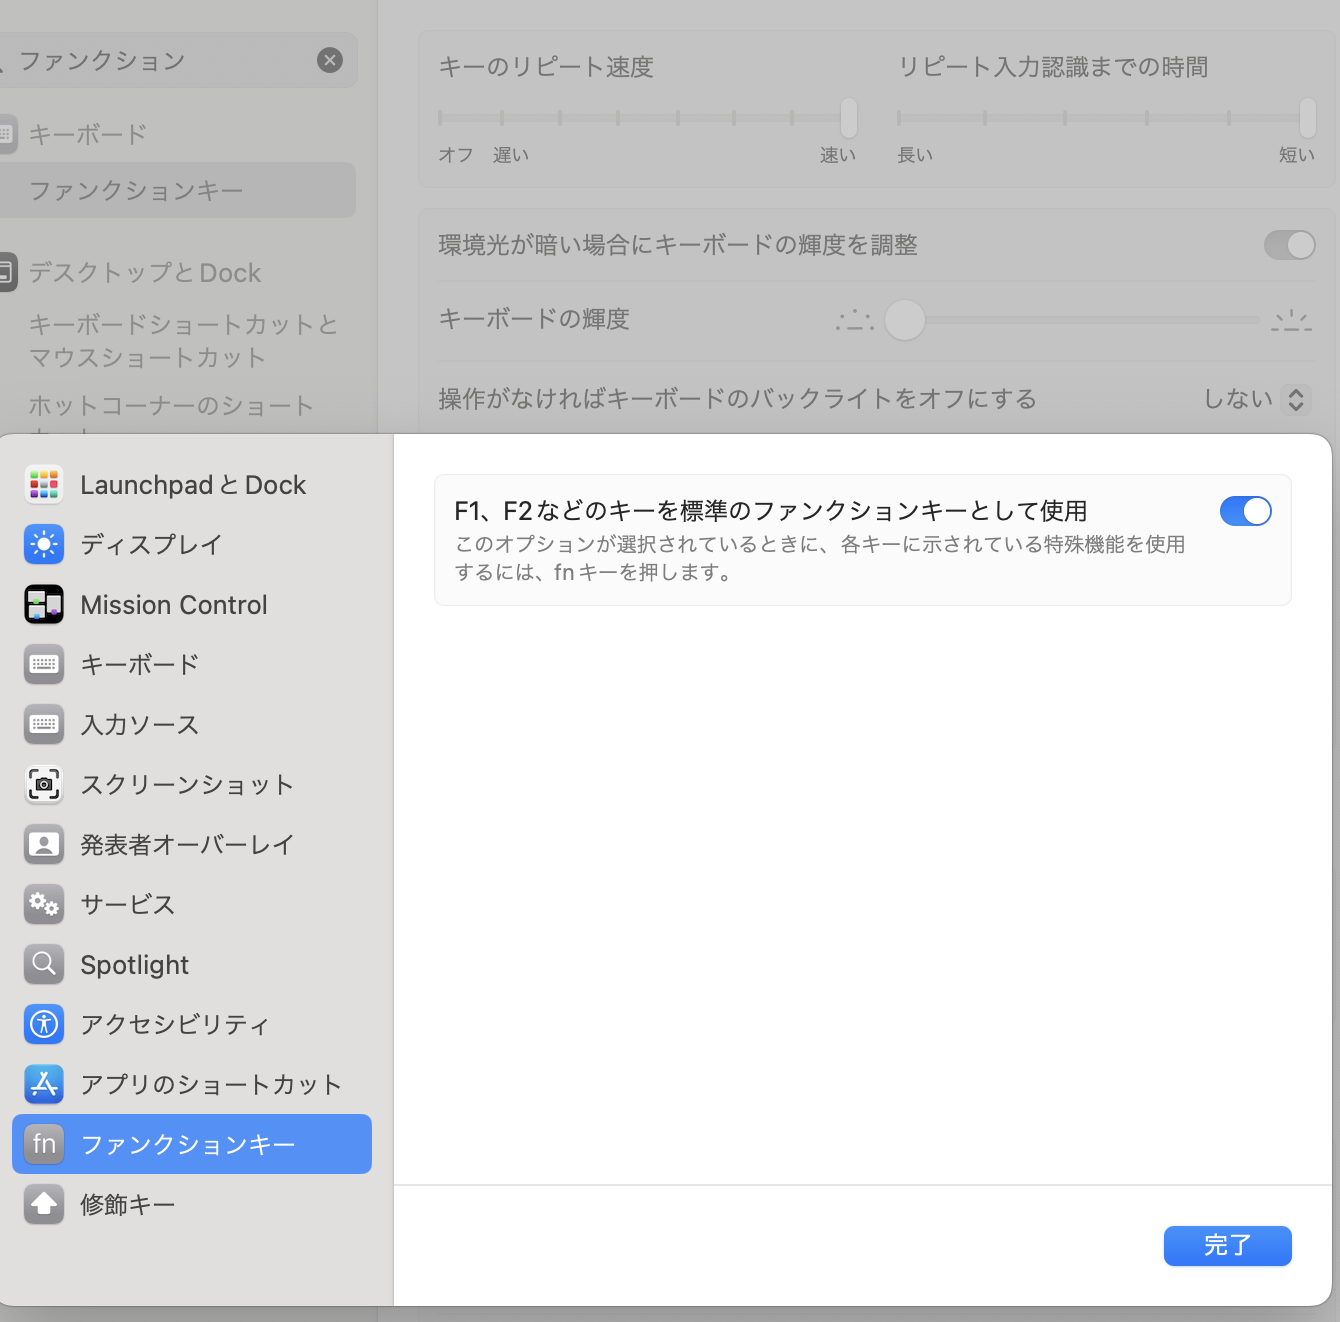 ファンクション
キーボード
ファンクションキー
デスクトップとDock
キーボードショートカットと
マウスショートカット
ホットコーナーのショート
キーのリピート速度
リピート入力認識までの時間
オフ 遅い 速い
長い 短い
環境光が暗い場合にキーボードの輝度を調整
キーボードの輝度
操作がなければキーボードのバックライトをオフにする しない
LaunchpadとDock
ディスプレイ
Mission Control
キーボード
入力ソース
スクリーンショット
発表者オーバーレイ
サービス
Spotlight
アクセシビリティ
アプリのショートカット
fn ファンクションキー
修飾キー
F1、F2などのキーを標準のファンクションキーとして使用
このオプションが選択されているときに、各キーに示されている特殊機能を使用
するには、fnキーを押します。
完了